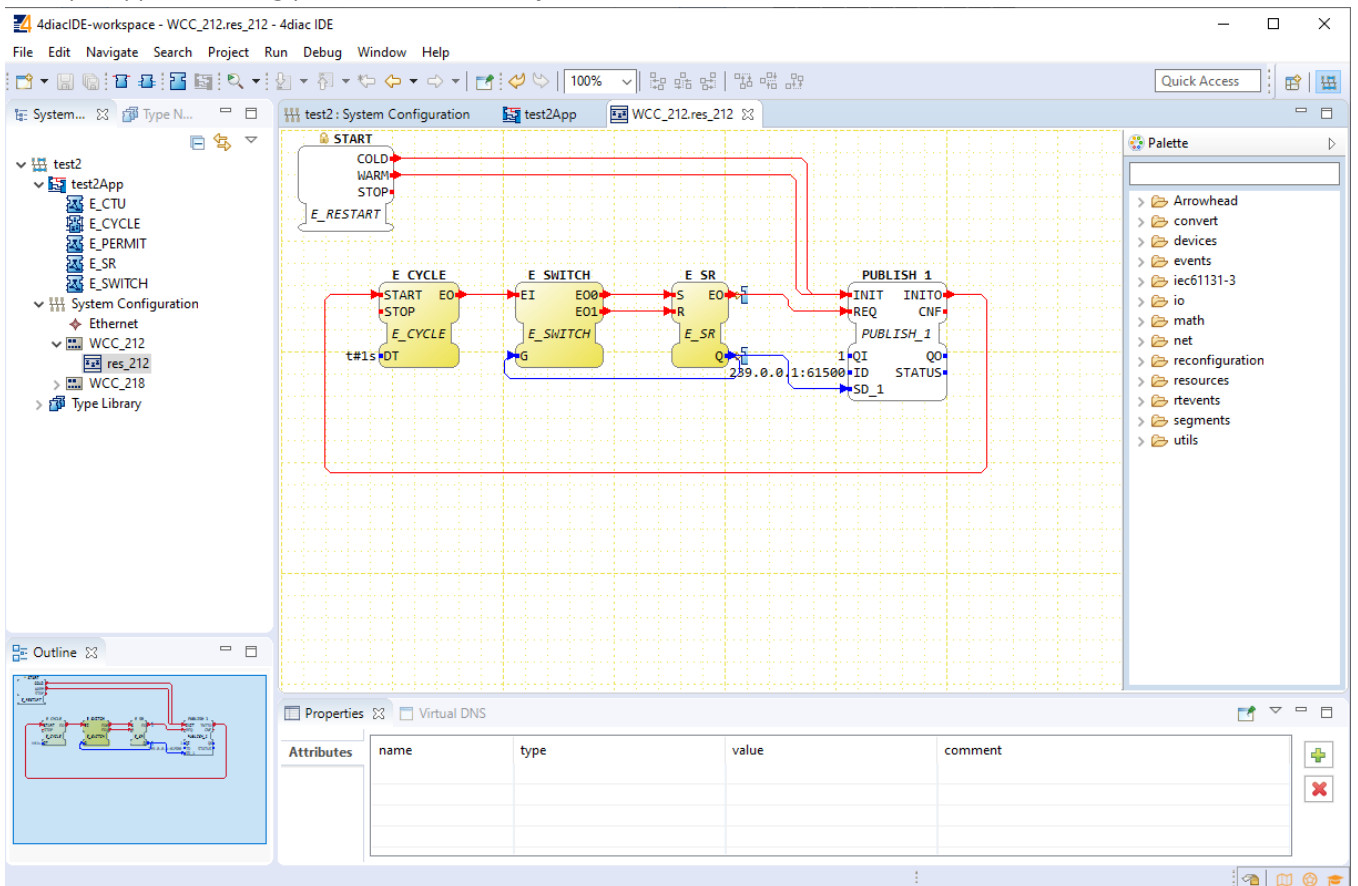 4diacIDE-workspace - WCC_212.res_212 - 4diac IDE
File Edit Navigate Search Project Run Debug Window Help
100%
Quick Access
System...
Type N...
test2
test2App
E_CTU
E_CYCLE
E_PERMIT
E_SR
E_SWITCH
System Configuration
Ethernet
WCC_212
res_212
WCC_218
Type Library
test2 : System Configuration
test2App
WCC_212.res_212
START
COLD
WARM
STOP
E_RESTART
E_CYCLE
START EO
STOP
E_CYCLE
t#1s DT
E_SWITCH
EI EO0
EO1
E_SWITCH
G
E_SR
S EO
R
E_SR
Q
PUBLISH_1
INIT INITO
REQ CNF
PUBLISH_1
1 QI QO
239.0.0.1:61500 ID STATUS
SD_1
Palette
Arrowhead
convert
devices
events
iec61131-3
io
math
net
reconfiguration
resources
rtevents
segments
utils
Outline
Properties
Virtual DNS
Attributes
name type value comment